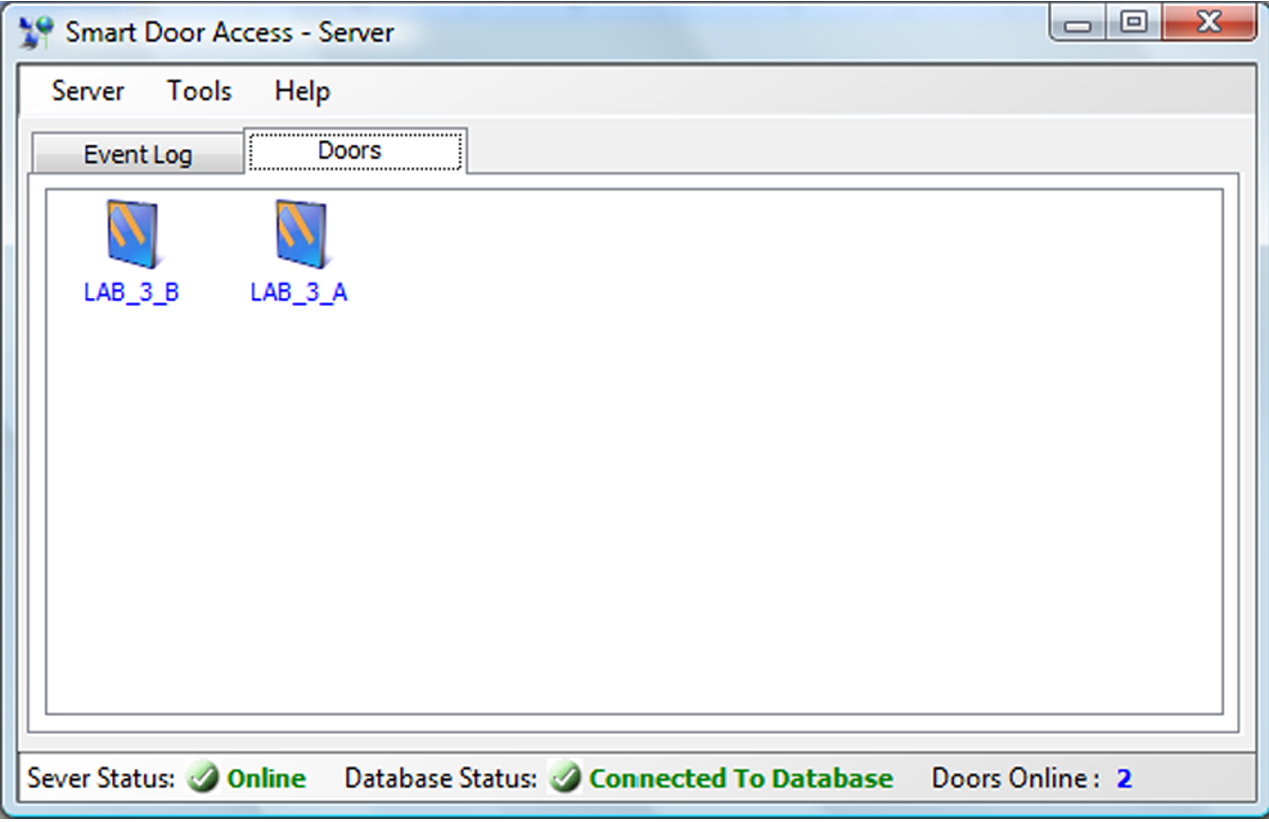 Smart Door Access - Server
Server Tools Help
Event Log Doors
LAB_3_B LAB_3_A
Sever Status: Online Database Status: Connected To Database Doors Online : 2